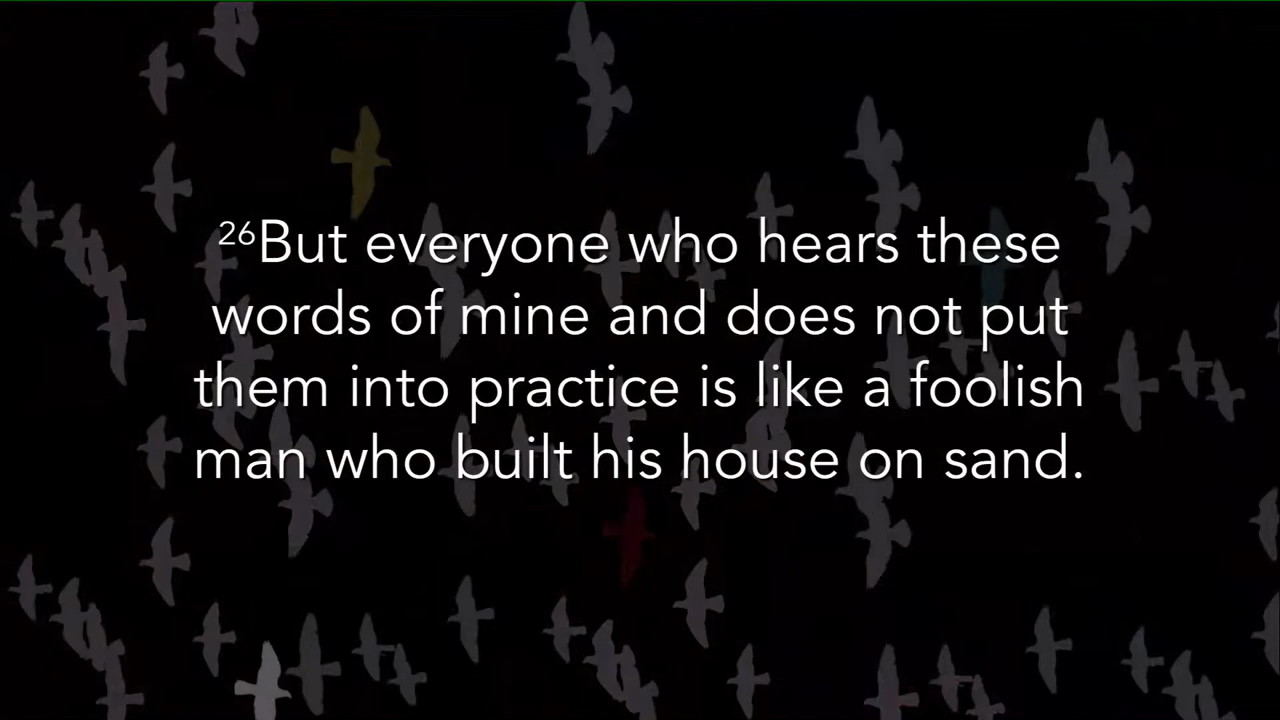 26But everyone who hears these
words of mine and does not put
them into practice is like a foolish
man who built his house on sand.